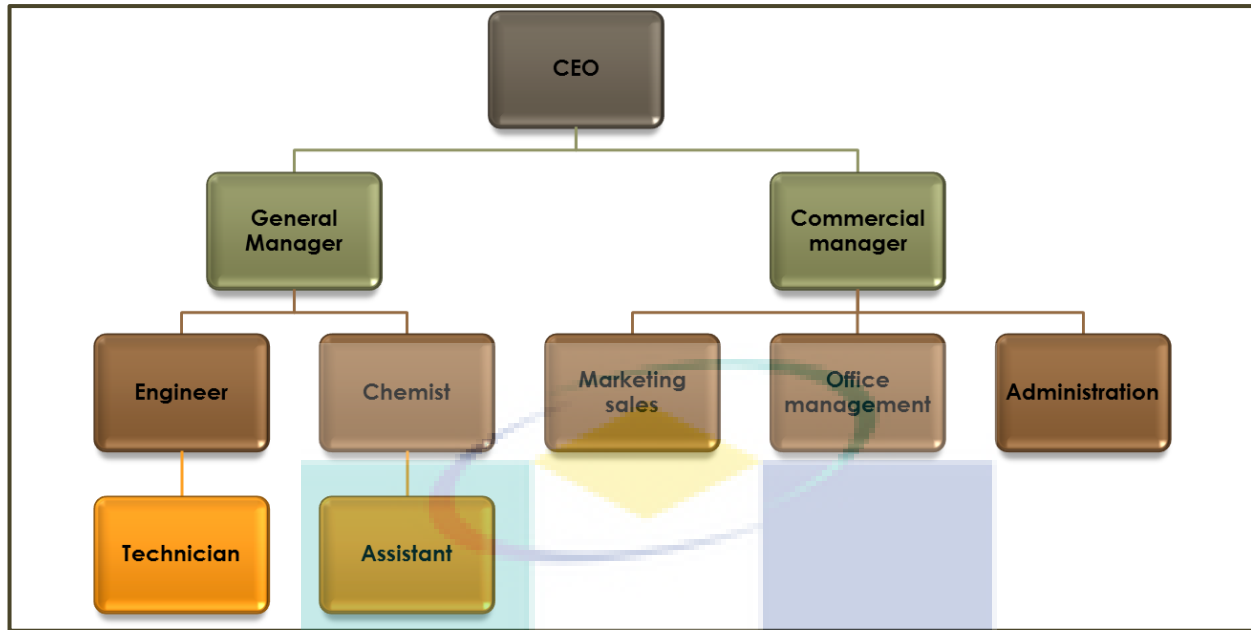 CEO
General
Manager
Commercial
manager
Engineer
Chemist
Marketing
sales
Office
management
Administration
Technician
Assistant